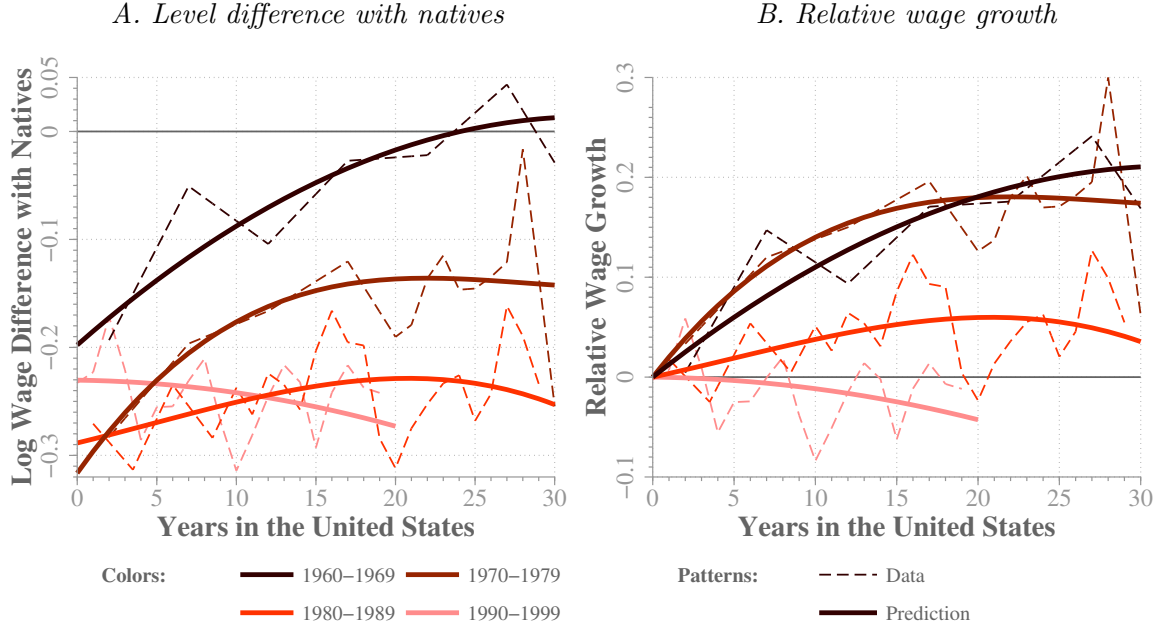 A. Level difference with natives
B. Relative wage growth
Log Wage Difference with Natives
0.05
0
−0.1
−0.2
−0.3
0 5 10 15 20 25 30
Years in the United States
Relative Wage Growth
0.3
0.2
0.1
0
−0.1
0 5 10 15 20 25 30
Years in the United States
Colors: 1960−1969 1970−1979
1980−1989 1990−1999
Patterns: Data
Prediction